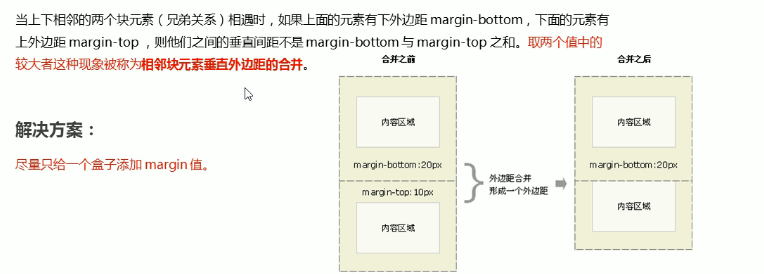 当上下相邻的两个块元素（兄弟关系）相遇时，如果上面的元素有下外边距 margin-bottom，下面的元素有
上外边距 margin-top ，则他们之间的垂直间距不是 margin-bottom 与 margin-top 之和。取两个值中的
较大者这种现象被称为相邻块元素垂直外边距的合并。
解决方案：
尽量只给一个盒子添加 margin 值。
合并之前
内容区域
margin-bottom:20px
margin-top: 10px
内容区域
外边距合并
形成一个外边距
合并之后
内容区域
margin-bottom:20px
内容区域